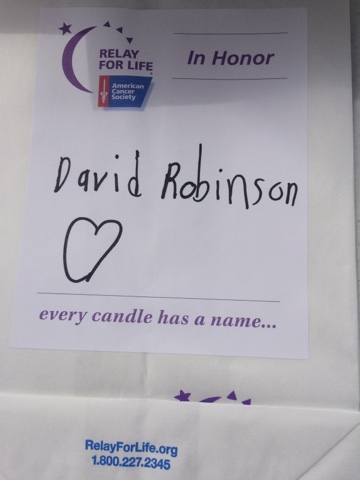 RELAY
FOR LIFE
American
Cancer
Society
In Honor
David Robinson
every candle has a name...
RelayForLife.org
1.800.227.2345